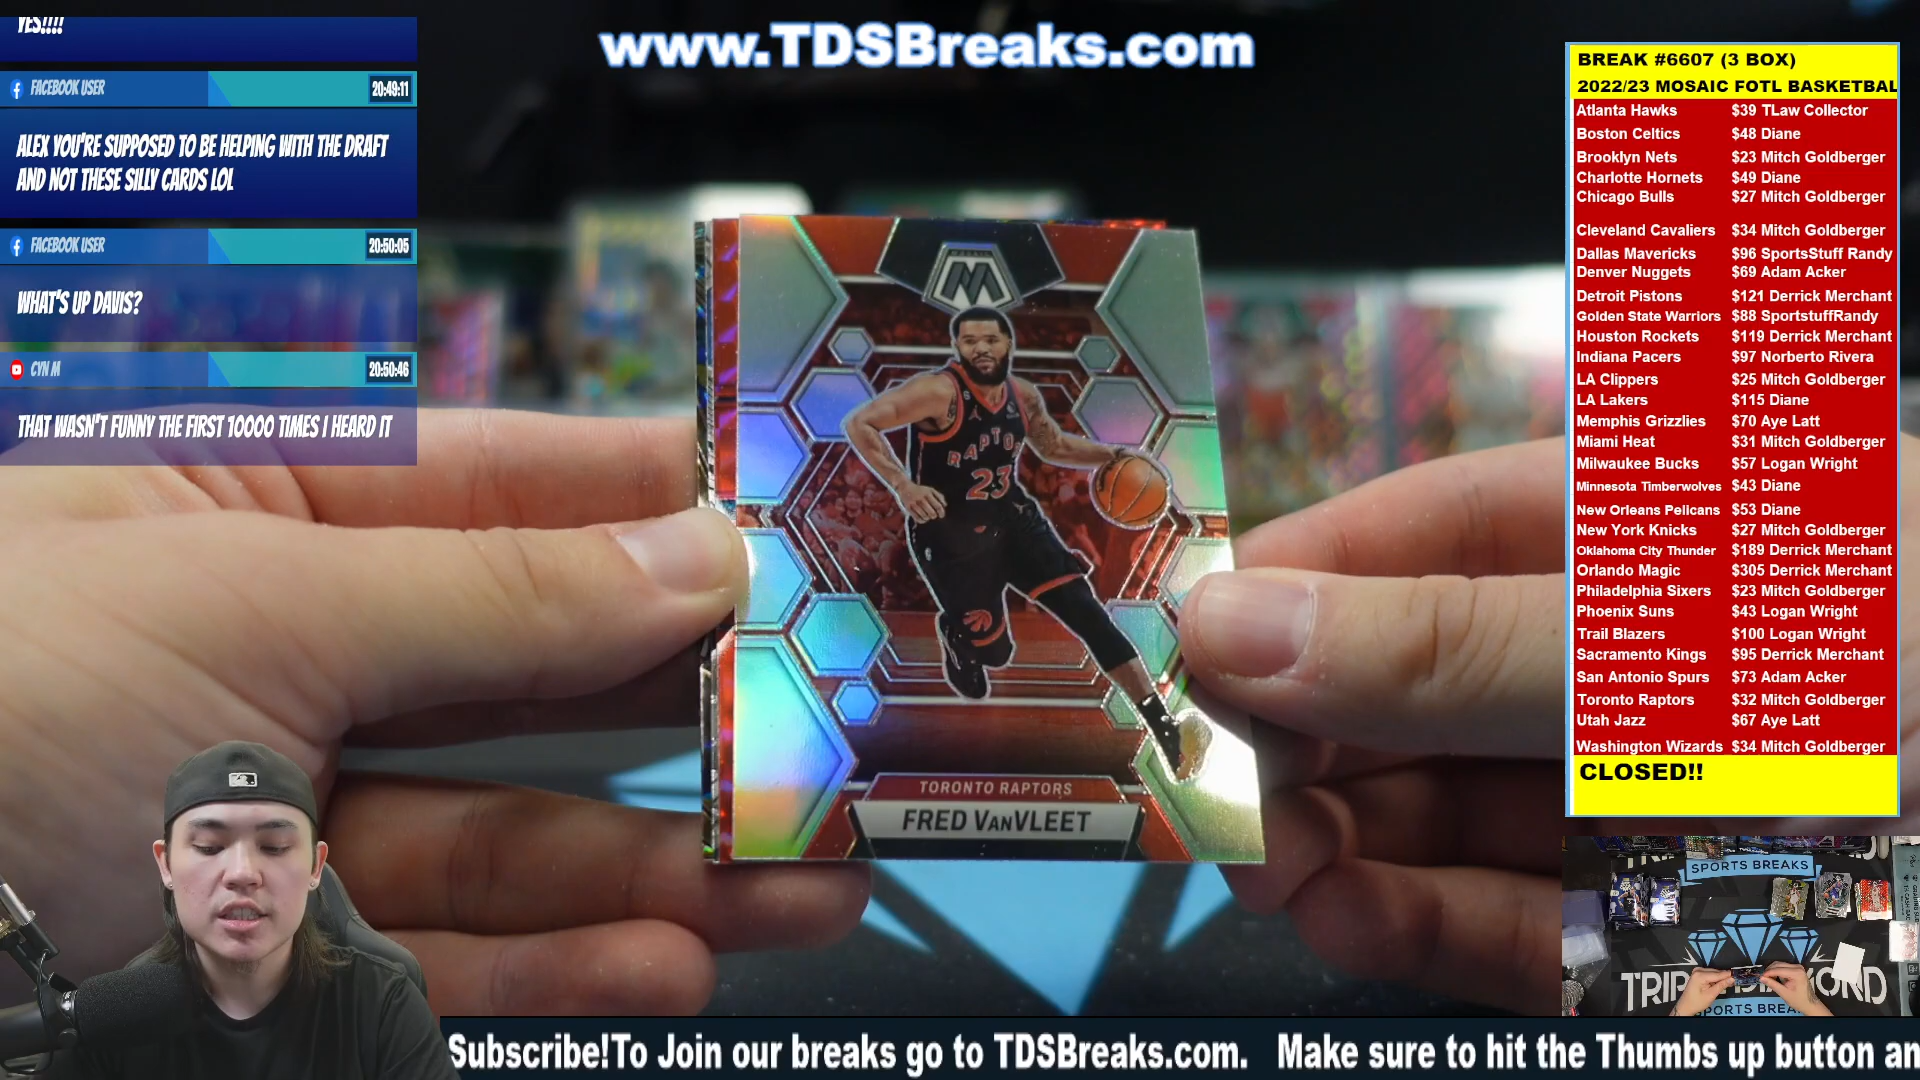 YES!!!!
FACEBOOK USER
20:49:11
ALEX YOU'RE SUPPOSED TO BE HELPING WITH THE DRAFT
AND NOT THESE SILLY CARDS LOL
FACEBOOK USER
20:50:05
WHAT'S UP DAVIS?
CYN M
20:50:46
THAT WASN'T FUNNY THE FIRST 10000 TIMES I HEARD IT
www.TDSBreaks.com
MOSAIC
RAPTO
23
TORONTO RAPTORS
FRED VANVLEET
BREAK #6607 (3 BOX)
2022/23 MOSAIC FOTL BASKETBAL
Atlanta Hawks $39 TLaw Collector
Boston Celtics $48 Diane
Brooklyn Nets $23 Mitch Goldberger
Charlotte Hornets $49 Diane
Chicago Bulls $27 Mitch Goldberger
Cleveland Cavaliers $34 Mitch Goldberger
Dallas Mavericks $96 SportsStuff Randy
Denver Nuggets $69 Adam Acker
Detroit Pistons $121 Derrick Merchant
Golden State Warriors $88 SportstuffRandy
Houston Rockets $119 Derrick Merchant
Indiana Pacers $97 Norberto Rivera
LA Clippers $25 Mitch Goldberger
LA Lakers $115 Diane
Memphis Grizzlies $70 Aye Latt
Miami Heat $31 Mitch Goldberger
Milwaukee Bucks $57 Logan Wright
Minnesota Timberwolves $43 Diane
New Orleans Pelicans $53 Diane
New York Knicks $27 Mitch Goldberger
Oklahoma City Thunder $189 Derrick Merchant
Orlando Magic $305 Derrick Merchant
Philadelphia Sixers $23 Mitch Goldberger
Phoenix Suns $43 Logan Wright
Trail Blazers $100 Logan Wright
Sacramento Kings $95 Derrick Merchant
San Antonio Spurs $73 Adam Acker
Toronto Raptors $32 Mitch Goldberger
Utah Jazz $67 Aye Latt
Washington Wizards $34 Mitch Goldberger
CLOSED!!
SPORTS BREAKS
SPORTS BREA
Subscribe!To Join our breaks go to TDSBreaks.com. Make sure to hit the Thumbs up button an